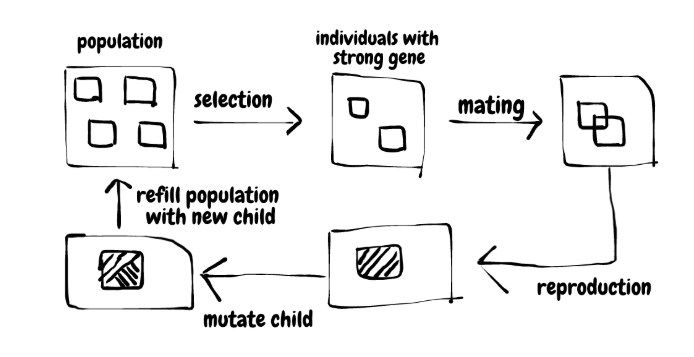 population
individuals with
strong gene
selection
mating
refill population
with new child
reproduction
mutate child